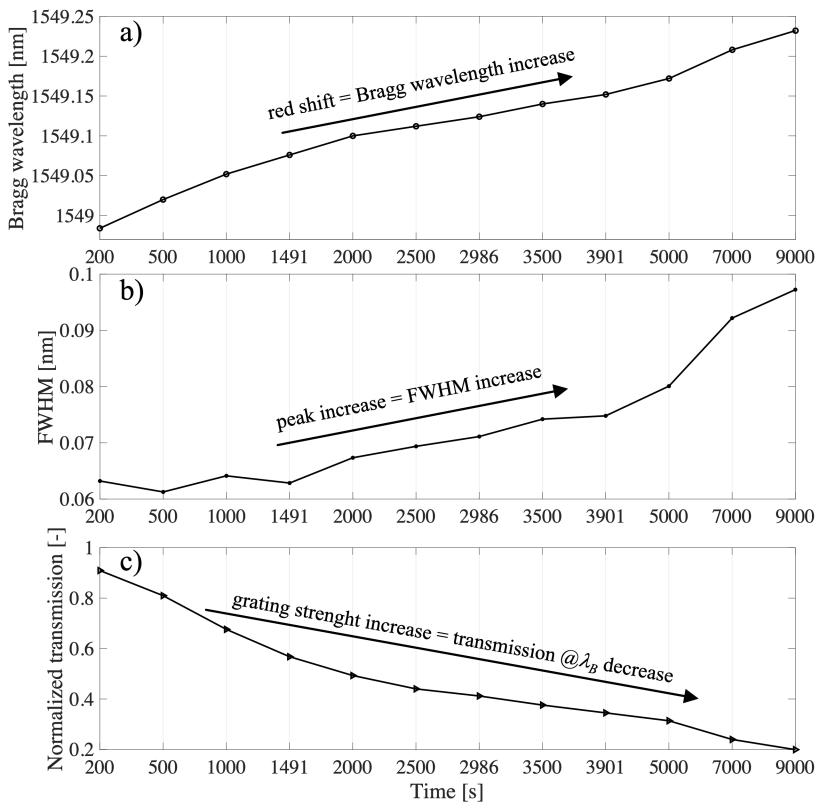 a)
Bragg wavelength [nm]
1549.25
1549.2
1549.15
1549.1
1549.05
1549
red shift = Bragg wavelength increase
200 500 1000 1491 2000 2500 2986 3500 3901 5000 7000 9000
b)
FWHM [nm]
0.1
0.09
0.08
0.07
0.06
peak increase = FWHM increase
200 500 1000 1491 2000 2500 2986 3500 3901 5000 7000 9000
c)
Normalized transmission [-]
1
0.8
0.6
0.4
0.2
grating strenght increase = transmission @λB decrease
200 500 1000 1491 2000 2500 2986 3500 3901 5000 7000 9000
Time [s]